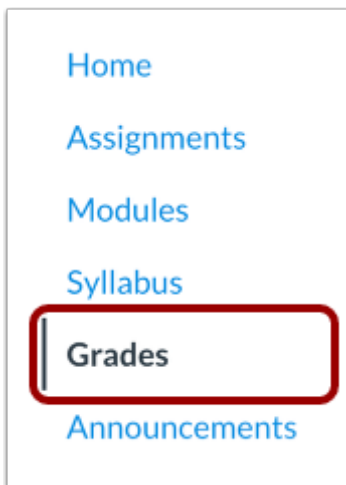 Home
Assignments
Modules
Syllabus
Grades
Announcements